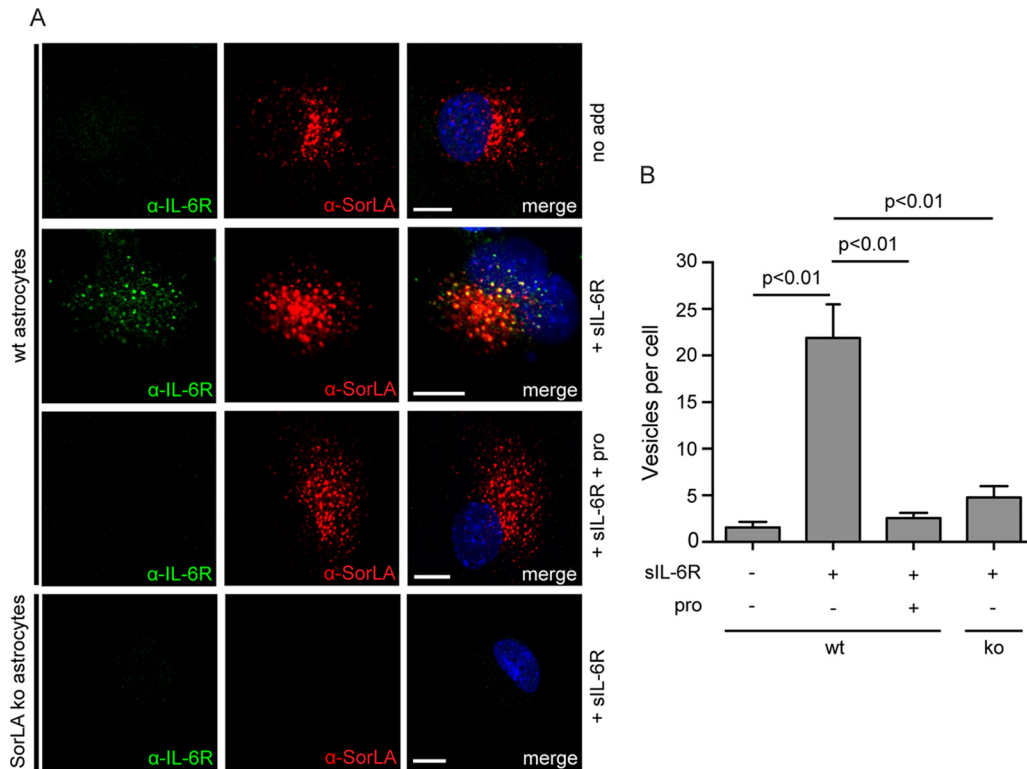 A
wt astrocytes
α-IL-6R
α-SorLA
merge
no add
α-IL-6R
α-SorLA
merge
+ sIL-6R
α-IL-6R
α-SorLA
merge
+ sIL-6R + pro
SorLA ko astrocytes
α-IL-6R
α-SorLA
merge
+ sIL-6R
B
p<0.01
p<0.01
p<0.01
Vesicles per cell
30
25
20
15
10
5
0
sIL-6R - + + +
pro - - + -
wt ko